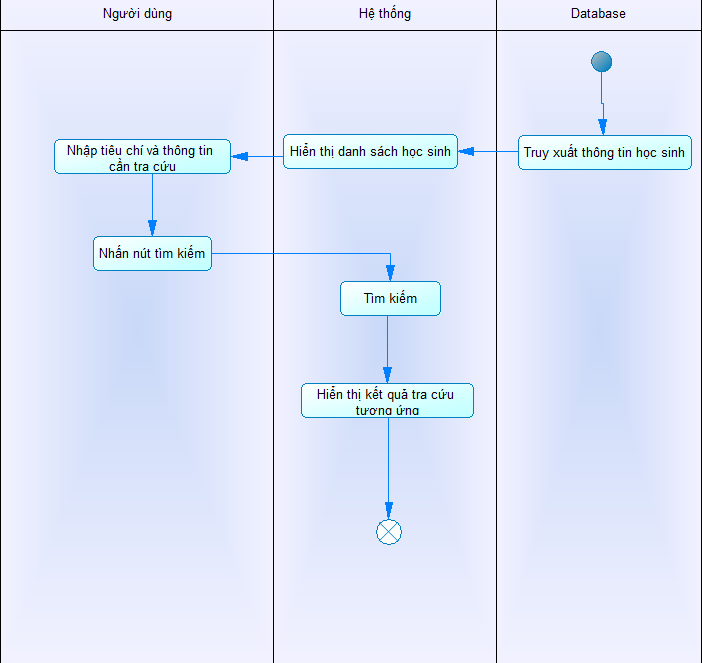 Người dùng
Hệ thống
Database
Nhập tiêu chí và thông tin
cần tra cứu
Hiển thị danh sách học sinh
Truy xuất thông tin học sinh
Nhấn nút tìm kiếm
Tìm kiếm
Hiển thị kết quả tra cứu
tương ứng